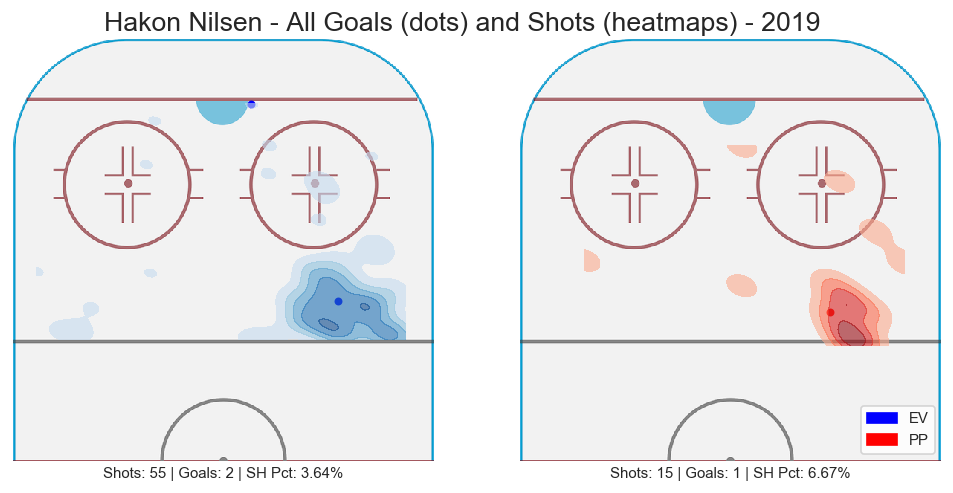 Hakon Nilsen - All Goals (dots) and Shots (heatmaps) - 2019
EV
PP
Shots: 55 | Goals: 2 | SH Pct: 3.64%
Shots: 15 | Goals: 1 | SH Pct: 6.67%